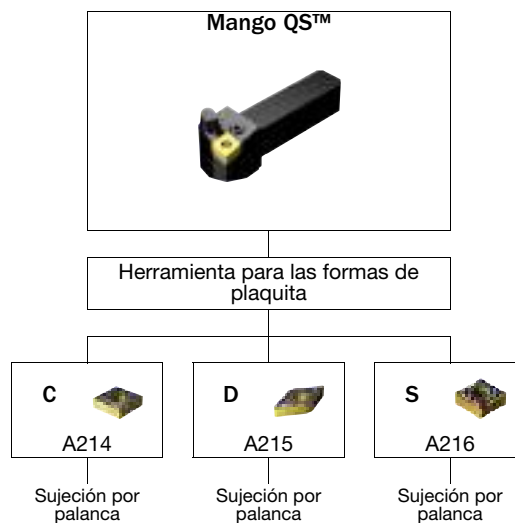 Mango QS™
Herramienta para las formas de
plaquita
C
D
S
A214
A215
A216
Sujeción por
palanca
Sujeción por
palanca
Sujeción por
palanca